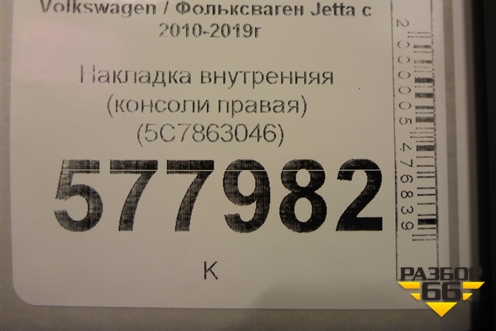 Volkswagen / Фольксваген Jetta с
2010-2019г
Накладка внутренняя
(консоли правая)
(5C7863046)
577982
К
2000005476839
РАЗБОР
66